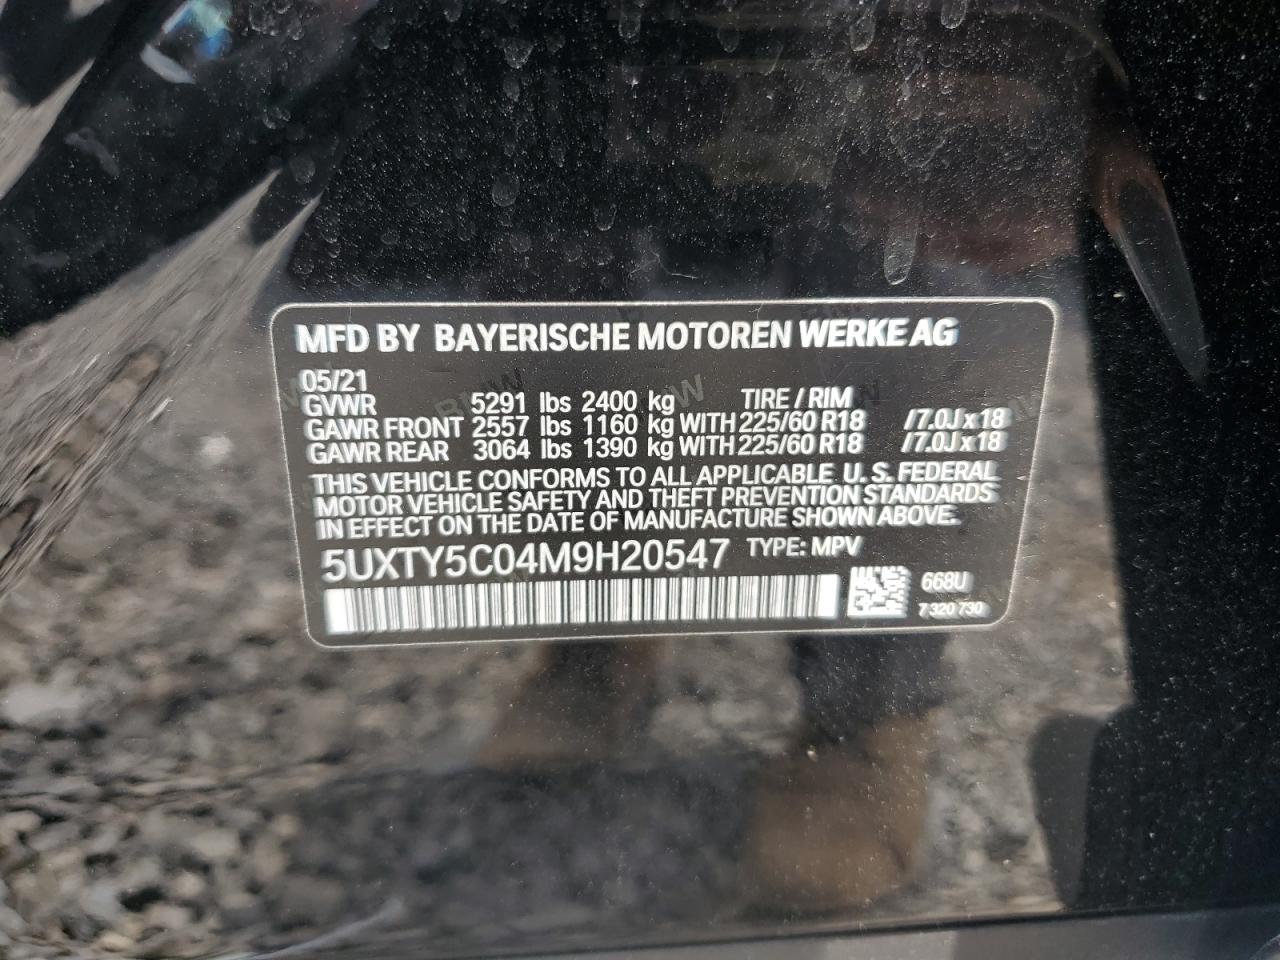 MFD BY BAYERISCHE MOTOREN WERKE AG
05/21
GVWR 5291 lbs 2400 kg TIRE / RIM
GAWR FRONT 2557 lbs 1160 kg WITH 225/60 R18 /7.0J x 18
GAWR REAR 3064 lbs 1390 kg WITH 225/60 R18 /7.0J x 18
THIS VEHICLE CONFORMS TO ALL APPLICABLE U.S. FEDERAL
MOTOR VEHICLE SAFETY AND THEFT PREVENTION STANDARDS
IN EFFECT ON THE DATE OF MANUFACTURE SHOWN ABOVE.
5UXTY5C04M9H20547 TYPE: MPV
668U
7 320 730